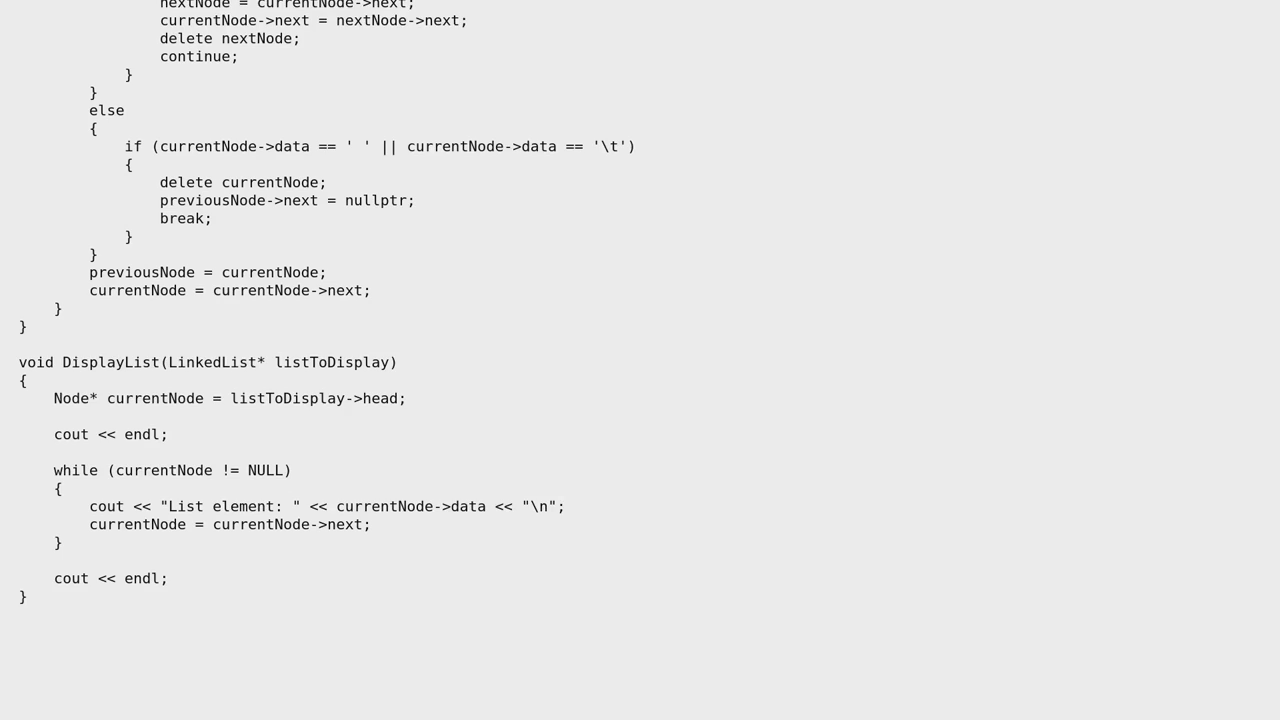 nextNode = currentNode->next;
                currentNode->next = nextNode->next;
                delete nextNode;
                continue;
            }
        }
        else
        {
            if (currentNode->data == ' ' || currentNode->data == '\t')
            {
                delete currentNode;
                previousNode->next = nullptr;
                break;
            }
        }
        previousNode = currentNode;
        currentNode = currentNode->next;
    }
}

void DisplayList(LinkedList* listToDisplay)
{
    Node* currentNode = listToDisplay->head;

    cout << endl;

    while (currentNode != NULL)
    {
        cout << "List element: " << currentNode->data << "\n";
        currentNode = currentNode->next;
    }

    cout << endl;
}